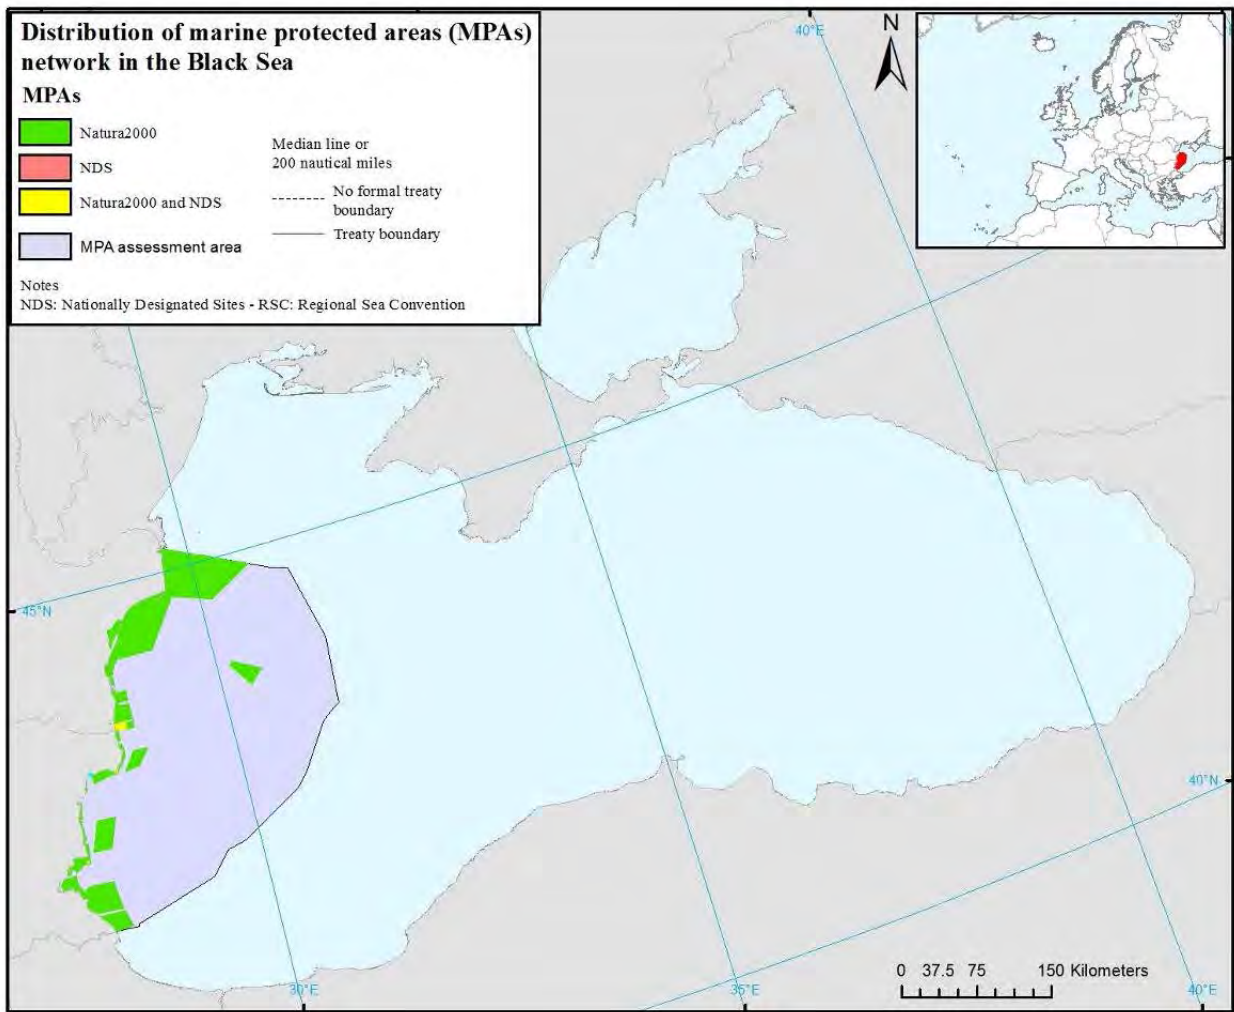 Distribution of marine protected areas (MPAs)
network in the Black Sea
MPAs
Natura2000
NDS
Natura2000 and NDS
MPA assessment area
Median line or
200 nautical miles
No formal treaty
boundary
Treaty boundary
Notes
NDS: Nationally Designated Sites - RSC: Regional Sea Convention
N
40°E
45°N
40°N
30°E
35°E
40°E
0 37.5 75 150 Kilometers